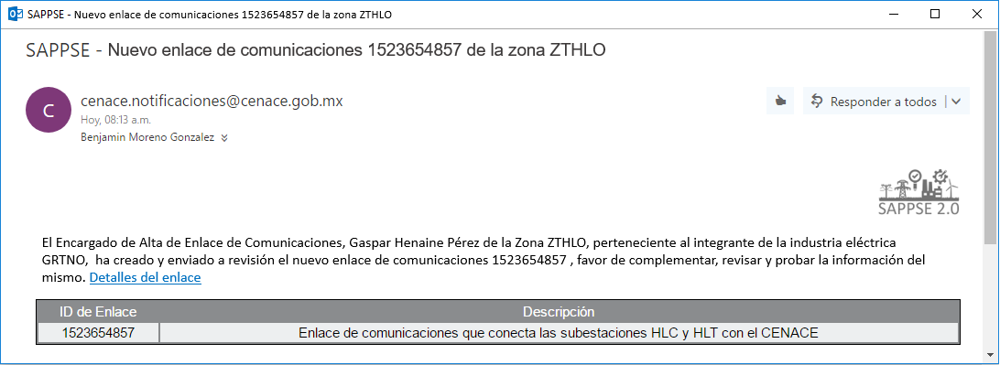 SAPPSE - Nuevo enlace de comunicaciones 1523654857 de la zona ZTHLO
SAPPSE - Nuevo enlace de comunicaciones 1523654857 de la zona ZTHLO
C
cenace.notificaciones@cenace.gob.mx
Hoy, 08:13 a.m.
Benjamin Moreno Gonzalez
Responder a todos
SAPPSE 2.0
El Encargado de Alta de Enlace de Comunicaciones, Gaspar Henaine Pérez de la Zona ZTHLO, perteneciente al integrante de la industria eléctrica
GRTNO, ha creado y enviado a revisión el nuevo enlace de comunicaciones 1523654857 , favor de complementar, revisar y probar la información del
mismo. Detalles del enlace
ID de Enlace Descripción
1523654857 Enlace de comunicaciones que conecta las subestaciones HLC y HLT con el CENACE